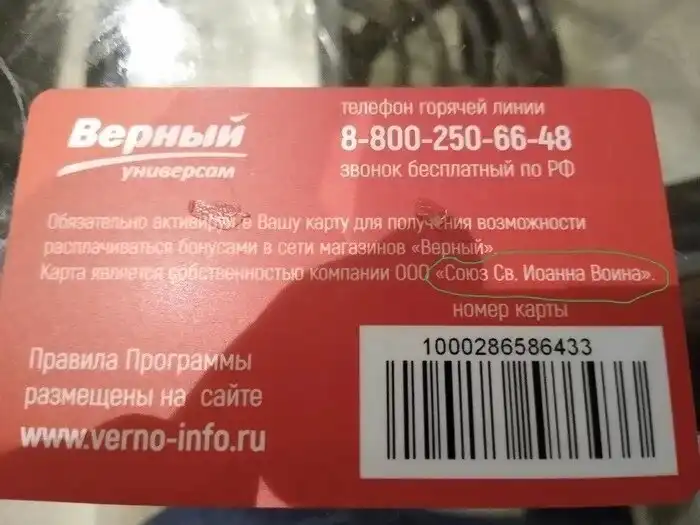 Верный
универсам
телефон горячей линии
8-800-250-66-48
звонок бесплатный по РФ
Обязательно активируйте Вашу карту для получения возможности
расплачиваться бонусами в сети магазинов «Верный»
Карта является собственностью компании ООО «Союз Св. Иоанна Воина».
номер карты
1000286586433
Правила Программы
размещены на сайте
www.verno-info.ru